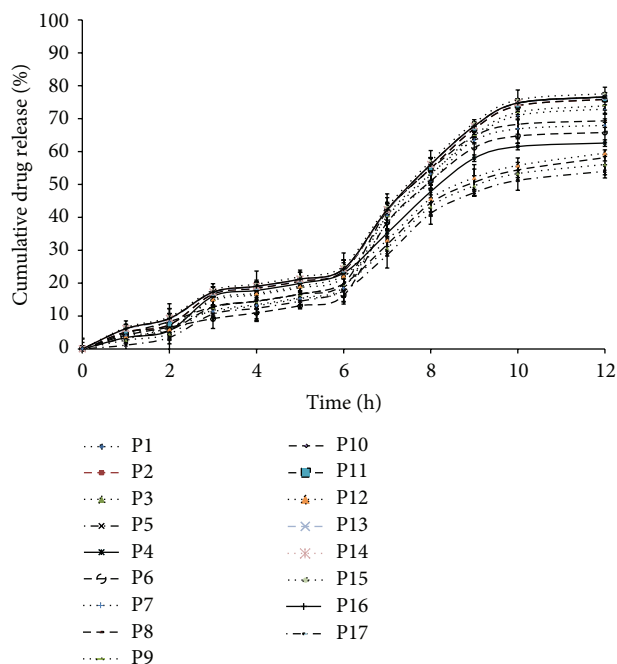 Cumulative drug release (%)
100
90
80
70
60
50
40
30
20
10
0
0 2 4 6 8 10 12
Time (h)
P1
P2
P3
P5
P4
P6
P7
P8
P9
P10
P11
P12
P13
P14
P15
P16
P17